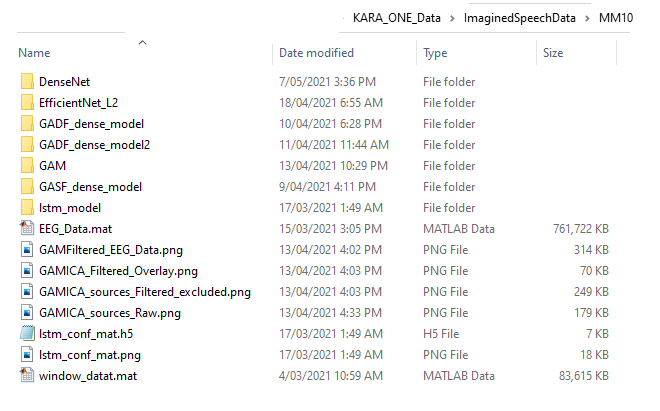 KARA_ONE_Data > ImaginedSpeechData > MM10
Name Date modified Type Size
DenseNet 7/05/2021 3:36 PM File folder
EfficientNet_L2 18/04/2021 6:55 AM File folder
GADF_dense_model 10/04/2021 6:28 PM File folder
GADF_dense_model2 11/04/2021 11:44 AM File folder
GAM 13/04/2021 10:29 PM File folder
GASF_dense_model 9/04/2021 4:11 PM File folder
lstm_model 17/03/2021 1:49 AM File folder
EEG_Data.mat 15/03/2021 3:05 PM MATLAB Data 761,722 KB
GAMFiltered_EEG_Data.png 13/04/2021 4:02 PM PNG File 314 KB
GAMICA_Filtered_Overlay.png 13/04/2021 4:03 PM PNG File 70 KB
GAMICA_sources_Filtered_excluded.png 13/04/2021 4:03 PM PNG File 249 KB
GAMICA_sources_Raw.png 13/04/2021 4:33 PM PNG File 179 KB
lstm_conf_mat.h5 17/03/2021 1:49 AM H5 File 7 KB
lstm_conf_mat.png 17/03/2021 1:49 AM PNG File 18 KB
window_datat.mat 4/03/2021 10:59 AM MATLAB Data 83,615 KB